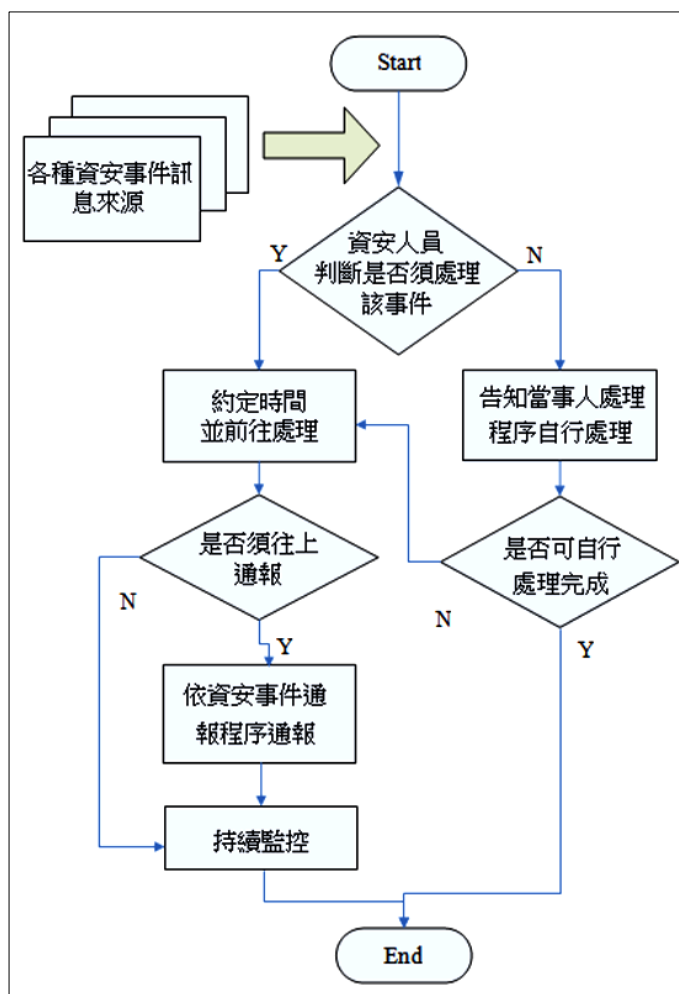 Start
各種資安事件訊
息來源
資安人員
判斷是否須處理
該事件
Y
N
約定時間
並前往處理
告知當事人處理
程序自行處理
是否須往上
通報
是否可自行
處理完成
N
Y
N
Y
依資安事件通
報程序通報
持續監控
End